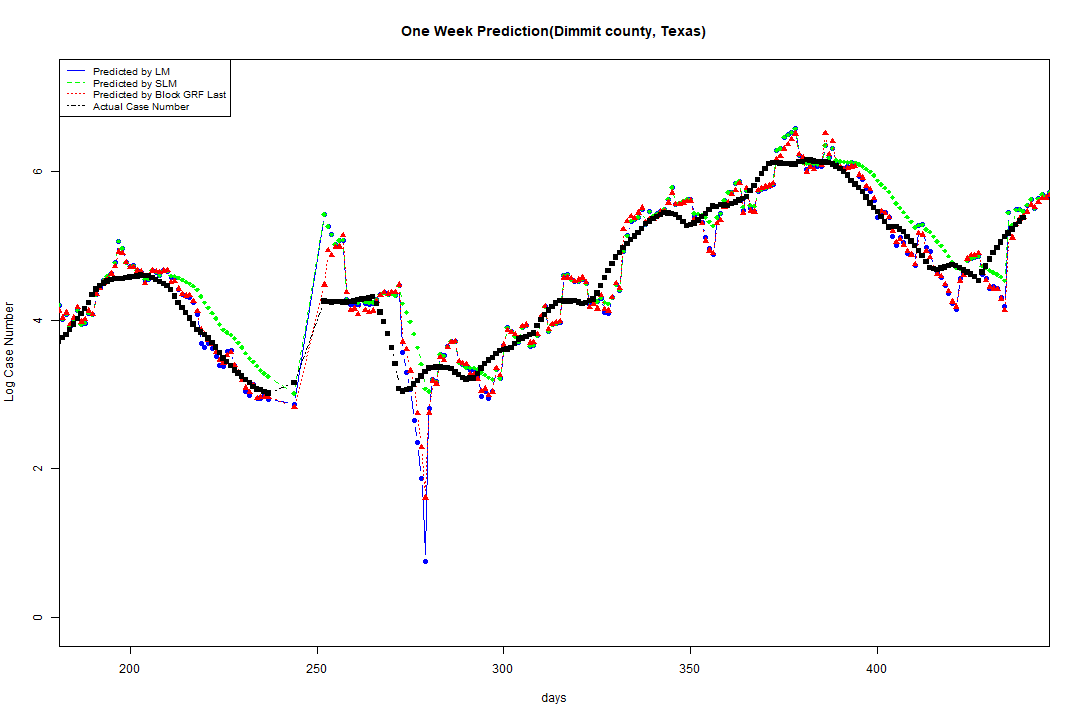 One Week Prediction(Dimmit county, Texas)
Predicted by LM
Predicted by SLM
Predicted by Block GRF Last
Actual Case Number
Log Case Number
6
4
2
0
200 250 300 350 400
days